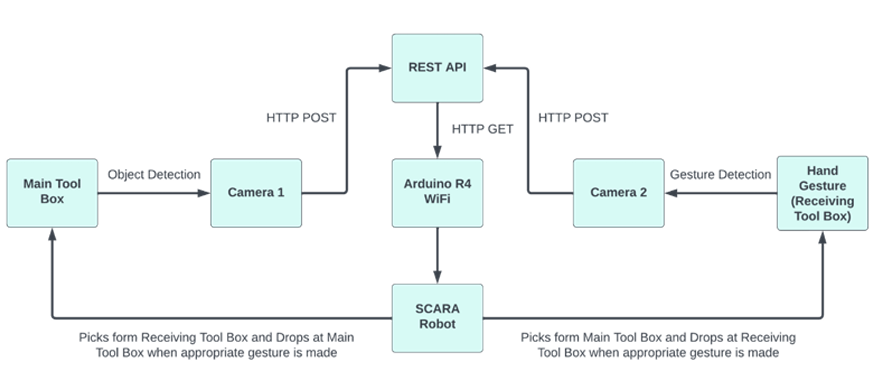 REST API
HTTP POST
HTTP GET
HTTP POST
Main Tool
Box
Object Detection
Camera 1
Arduino R4
WiFi
Camera 2
Gesture Detection
Hand
Gesture
(Receiving
Tool Box)
SCARA
Robot
Picks form Receiving Tool Box and Drops at Main
Tool Box when appropriate gesture is made
Picks form Main Tool Box and Drops at Receiving
Tool Box when appropriate gesture is made